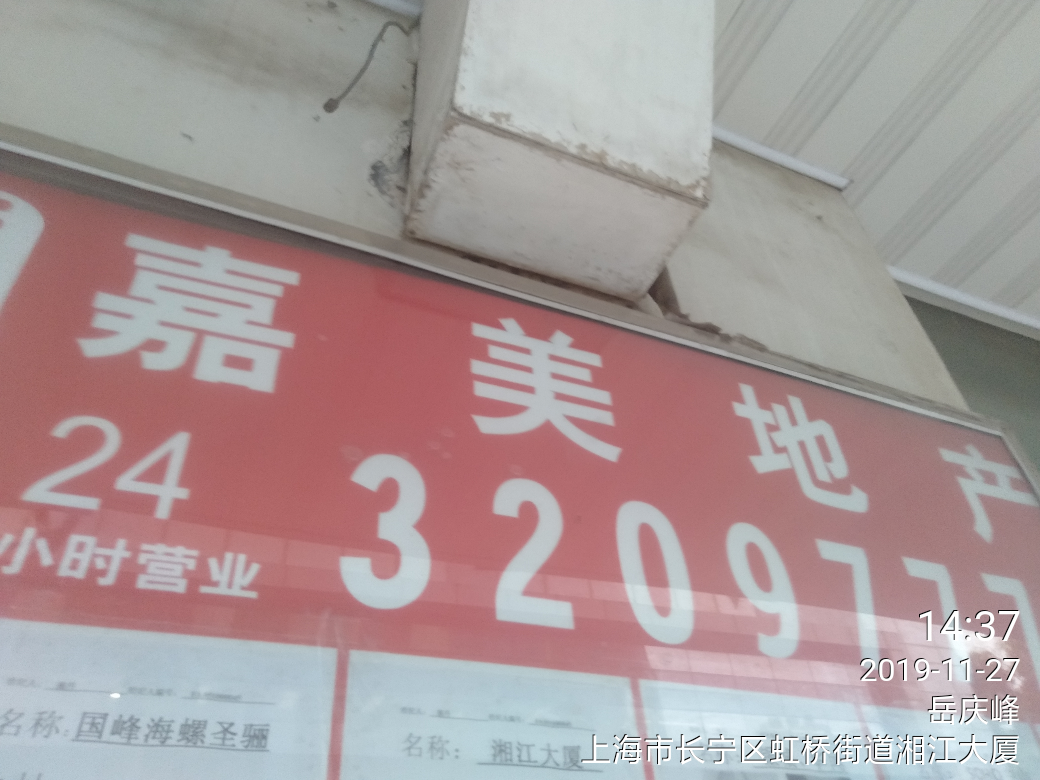 嘉美地产
24
小时营业
3209777
名称:国峰海螺圣骊
名称: 湘江大厦
14:37
2019-11-27
岳庆峰
上海市长宁区虹桥街道湘江大厦